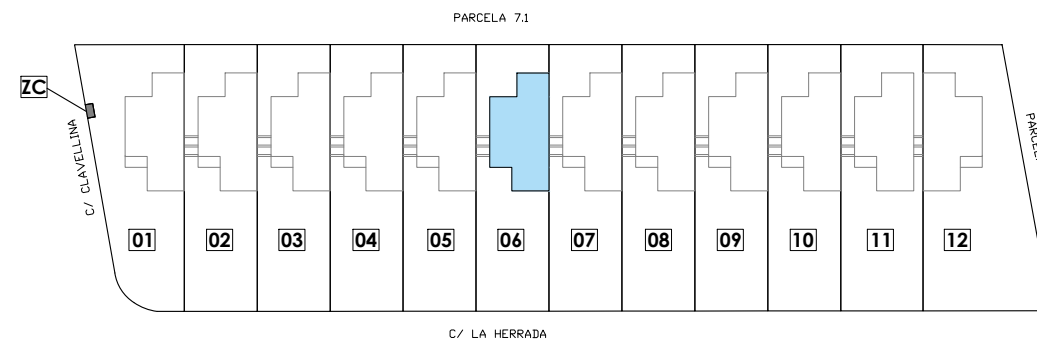 PARCELA 7.1
ZC
C/ CLAVELLINA
PARCELA
01 02 03 04 05 06 07 08 09 10 11 12
C/ LA HERRADA